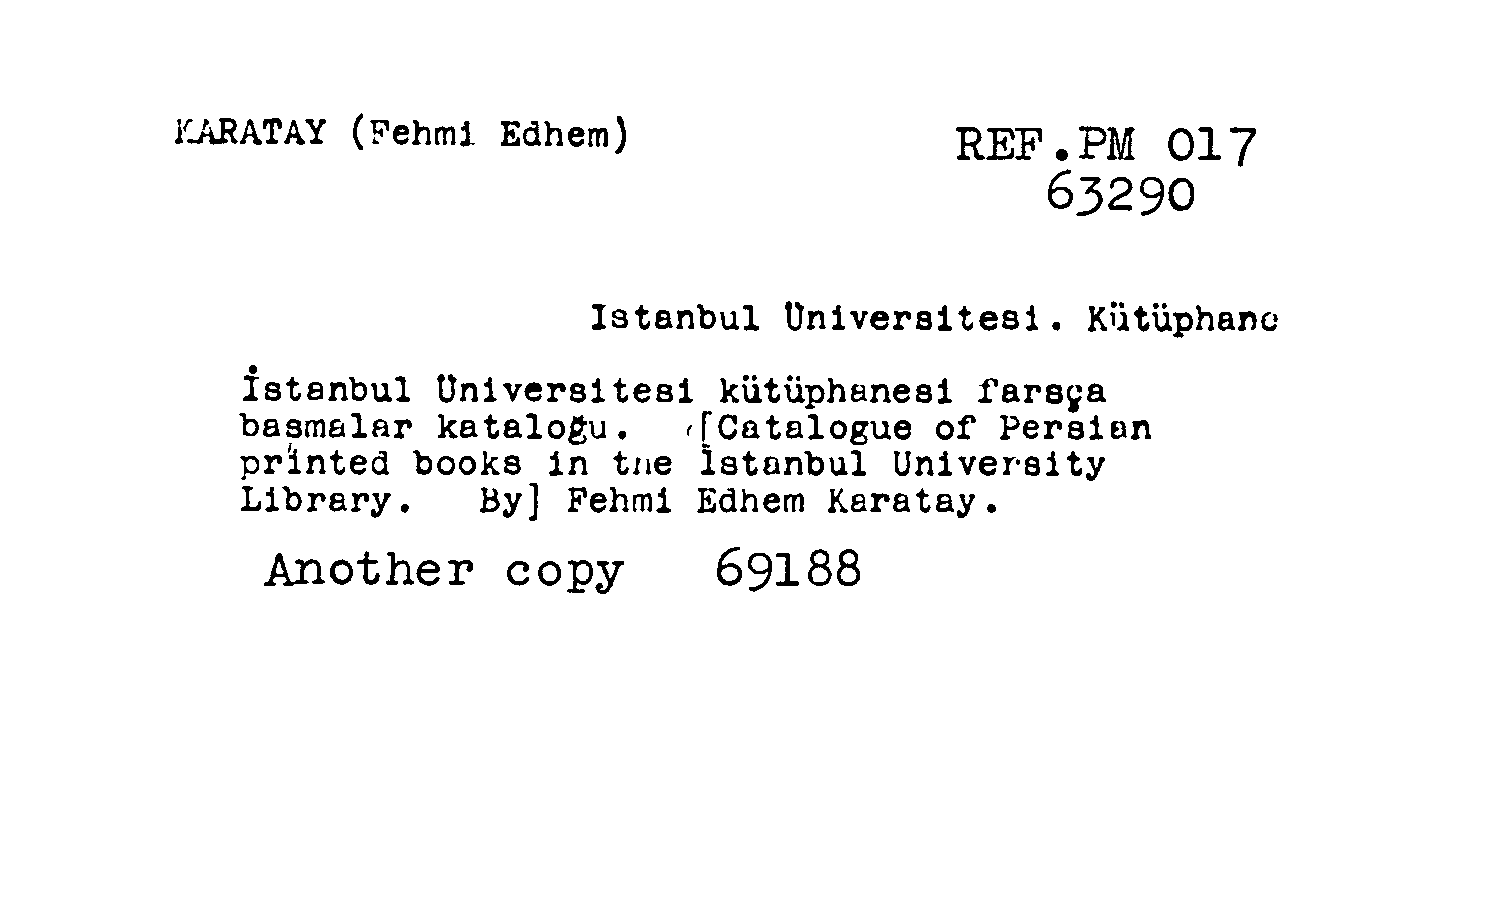 KARATAY (Fehmi Edhem)
REF.PM 017
63290
Istanbul Üniversitesi. Kütüphane
İstanbul Üniversitesi kütüphanesi farsça
basmalar kataloğu. [Catalogue of Persian
printed books in the İstanbul University
Library. By] Fehmi Edhem Karatay.
Another copy 69188